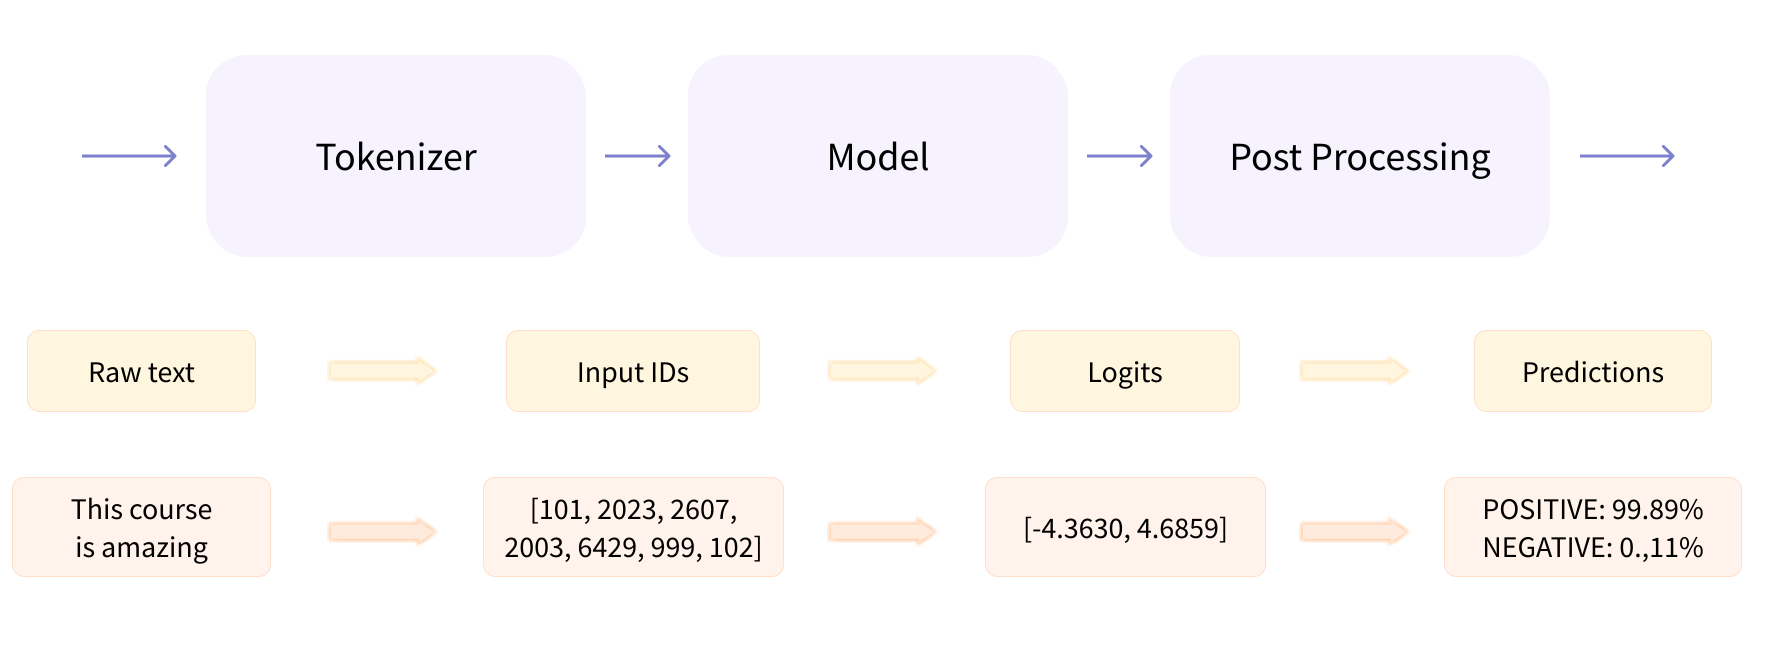 Tokenizer
Model
Post Processing
Raw text
Input IDs
Logits
Predictions
This course
is amazing
[101, 2023, 2607,
2003, 6429, 999, 102]
[-4.3630, 4.6859]
POSITIVE: 99.89%
NEGATIVE: 0.,11%